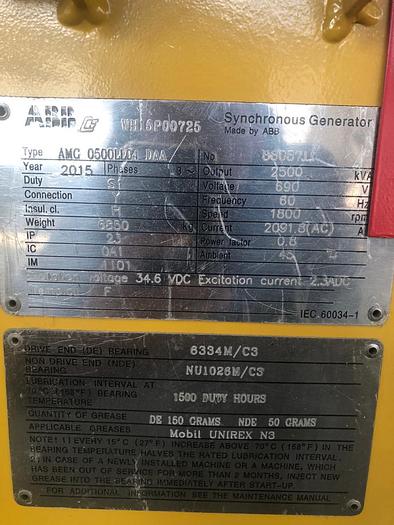 ABB CE WH15P00725 Synchronous Generator
Made by ABB
Type AMG 0500 DAA No
Year 2015 Phases 3~ Output 2500 kVA
Duty S1 Voltage 690 V
Connection Y Frequency 60 Hz
Insul. cl. H Speed 1800 rpm
Weight kg Current 2091.8(AC) A
IP 23 Power factor 0.8
IC 0A1 Ambient 45
IM 1101
voltage 34.6 VDC Excitation current 2.3ADC
F
IEC 60034-1
DRIVE END (DE) BEARING 6334M/C3
NON DRIVE END (NDE)
BEARING NU1026M/C3
LUBRICATION INTERVAL AT
70°C (158°F) BEARING
TEMPERATURE 1500 DUTY HOURS
QUANTITY OF GREASE DE 150 GRAMS NDE 50 GRAMS
APPLICABLE GREASES Mobil UNIREX N3
NOTE! 1) EVERY 15°C (27°F) INCREASE ABOVE 70°C (158°F) IN THE
BEARING TEMPERATURE HALVES THE RATED LUBRICATION INTERVAL.
2) IN CASE OF A NEWLY INSTALLED MACHINE OR A MACHINE, WHICH
HAS BEEN OUT OF SERVICE FOR MORE THAN 2 MONTHS, INJECT NEW
GREASE INTO THE BEARING IMMEDIATELY AFTER START-UP.
FOR ADDITIONAL INFORMATION SEE THE MAINTENANCE MANUAL